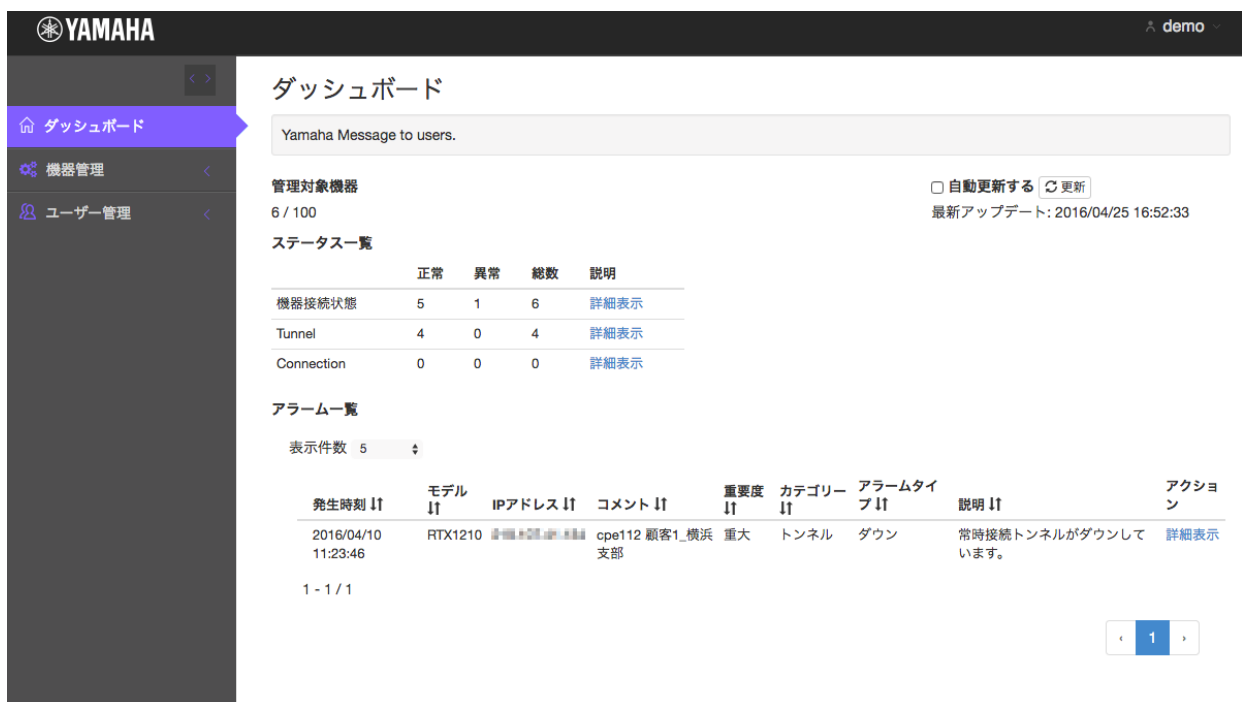 YAMAHA
demo
ダッシュボード
機器管理
ユーザー管理
ダッシュボード
Yamaha Message to users.
管理対象機器
6 / 100
自動更新する 更新
最新アップデート: 2016/04/25 16:52:33
ステータス一覧
正常 異常 総数 説明
機器接続状態 5 1 6 詳細表示
Tunnel 4 0 4 詳細表示
Connection 0 0 0 詳細表示
アラーム一覧
表示件数 5
発生時刻 モデル IPアドレス コメント 重要度 カテゴリー アラームタイプ 説明 アクション
2016/04/10 RTX1210 cpe112 顧客1_横浜 重大 トンネル ダウン 常時接続トンネルがダウンして 詳細表示
11:23:46 支部 います。
1 - 1 / 1
‹ 1 ›